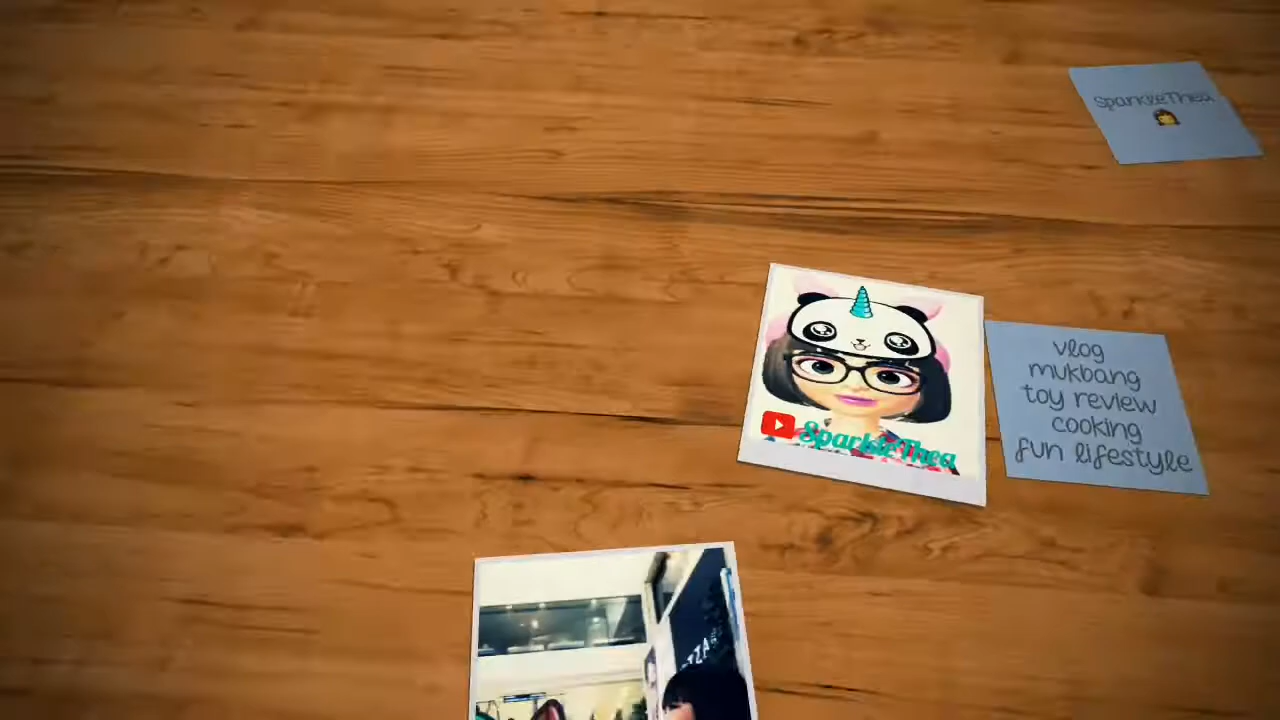 SparkleThea
SparkleThea
vlog
mukbang
toy review
cooking
fun lifestyle